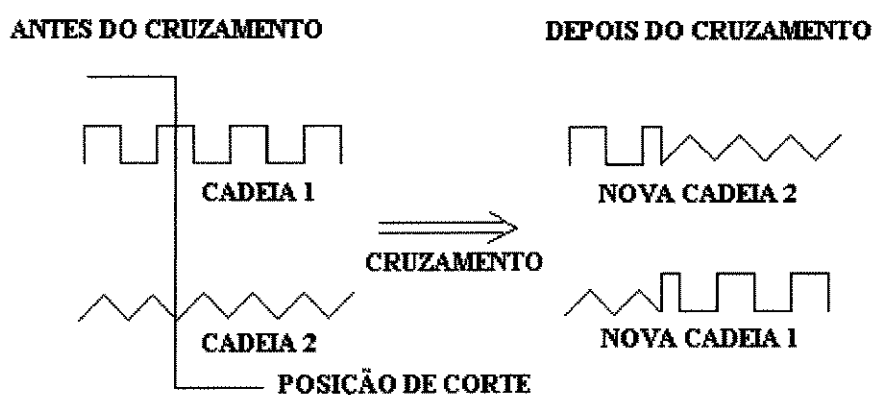 ANTES DO CRUZAMENTO
DEPOIS DO CRUZAMENTO
CADEIA 1
NOVA CADEIA 2
CRUZAMENTO
CADEIA 2
NOVA CADEIA 1
POSIÇÃO DE CORTE